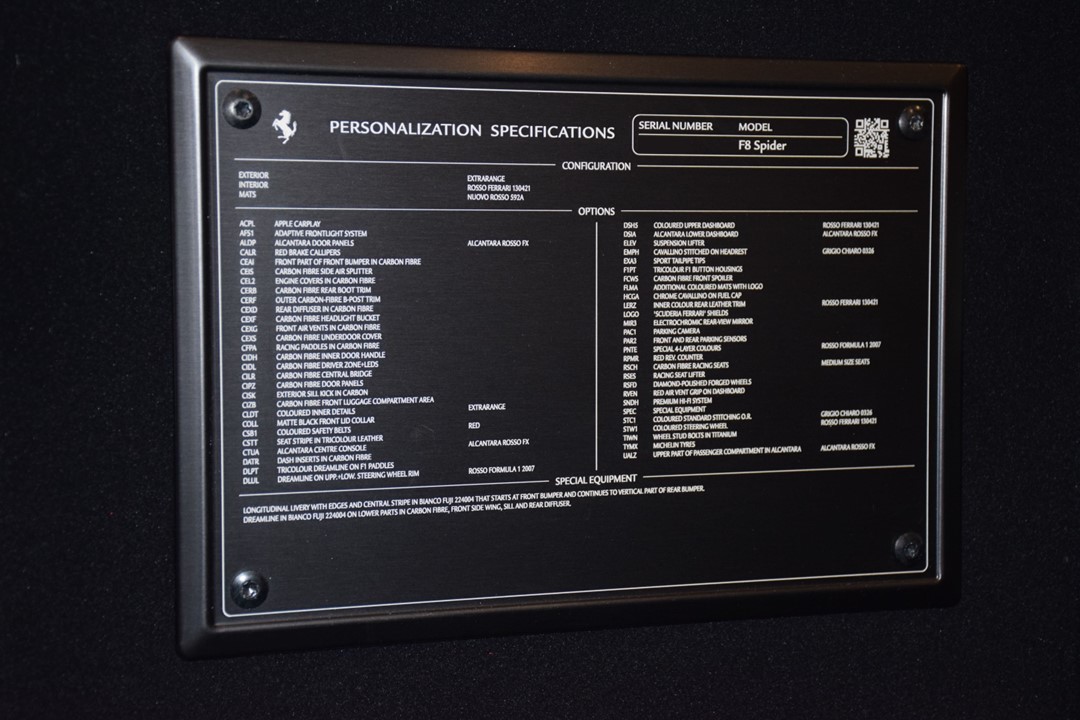 PERSONALIZATION SPECIFICATIONS
SERIAL NUMBER MODEL
F8 Spider
CONFIGURATION
EXTERIOR EXTRARANGE
INTERIOR ROSSO FERRARI 130421
MATS NUOVO ROSSO 592A
OPTIONS
ACPL APPLE CARPLAY
AFS1 ADAPTIVE FRONTLIGHT SYSTEM
ALDP ALCANTARA DOOR PANELS ALCANTARA ROSSO FX
CALR RED BRAKE CALLIPERS
CEAI FRONT PART OF FRONT BUMPER IN CARBON FIBRE
CEIS CARBON FIBRE SIDE AIR SPLITTER
CEL2 ENGINE COVERS IN CARBON FIBRE
CERB CARBON FIBRE REAR BOOT TRIM
CERF OUTER CARBON-FIBRE B-POST TRIM
CEXD REAR DIFFUSER IN CARBON FIBRE
CEXF CARBON FIBRE HEADLIGHT BUCKET
CEXG FRONT AIR VENTS IN CARBON FIBRE
CEXS CARBON FIBRE UNDERDOOR COVER
CFPA RACING PADDLES IN CARBON FIBRE
CIDH CARBON FIBRE INNER DOOR HANDLE
CIDL CARBON FIBRE DRIVER ZONE+LEDS
CILR CARBON FIBRE CENTRAL BRIDGE
CIPZ CARBON FIBRE DOOR PANELS
CISK EXTERIOR SILL KICK IN CARBON
CIZB CARBON FIBRE FRONT LUGGAGE COMPARTMENT AREA
CLDT COLOURED INNER DETAILS EXTRARANGE
COLL MATTE BLACK FRONT LID COLLAR
CSB1 COLOURED SAFETY BELTS RED
CSTT SEAT STRIPE IN TRICOLOUR LEATHER
CTUA ALCANTARA CENTRE CONSOLE ALCANTARA ROSSO FX
DATR DASH INSERTS IN CARBON FIBRE
DLPT TRICOLOUR DREAMLINE ON F1 PADDLES
DLUL DREAMLINE ON UPP.+LOW. STEERING WHEEL RIM ROSSO FORMULA 1 2007
DSH5 COLOURED UPPER DASHBOARD ROSSO FERRARI 130421
DSIA ALCANTARA LOWER DASHBOARD ALCANTARA ROSSO FX
ELEV SUSPENSION LIFTER
EMPH CAVALLINO STITCHED ON HEADREST GRIGIO CHIARO 0326
EXA3 SPORT TAILPIPE TIPS
F1PT TRICOLOUR F1 BUTTON HOUSINGS
FCWS CARBON FIBRE FRONT SPOILER
FLMA ADDITIONAL COLOURED MATS WITH LOGO
HCGA CHROME CAVALLINO ON FUEL CAP
LERZ INNER COLOUR REAR LEATHER TRIM ROSSO FERRARI 130421
LOGO "SCUDERIA FERRARI" SHIELDS
MIR3 ELECTROCHROMIC REAR-VIEW MIRROR
PAC1 PARKING CAMERA
PAR2 FRONT AND REAR PARKING SENSORS
PNTE SPECIAL 4-LAYER COLOURS ROSSO FORMULA 1 2007
RPMR RED REV. COUNTER
RSCH CARBON FIBRE RACING SEATS MEDIUM SIZE SEATS
RSES RACING SEAT LIFTER
RSFD DIAMOND-POLISHED FORGED WHEELS
RVEN RED AIR VENT GRIP ON DASHBOARD
SNDH PREMIUM HI-FI SYSTEM
SPEC SPECIAL EQUIPMENT
STC1 COLOURED STANDARD STITCHING O.R. GRIGIO CHIARO 0326
STW1 COLOURED STEERING WHEEL ROSSO FERRARI 130421
TIWN WHEEL STUD BOLTS IN TITANIUM
TYMX MICHELIN TYRES
UALZ UPPER PART OF PASSENGER COMPARTMENT IN ALCANTARA ALCANTARA ROSSO FX
SPECIAL EQUIPMENT
LONGITUDINAL LIVERY WITH EDGES AND CENTRAL STRIPE IN BIANCO FUJI 224004 THAT STARTS AT FRONT BUMPER AND CONTINUES TO VERTICAL PART OF REAR BUMPER.
DREAMLINE IN BIANCO FUJI 224004 ON LOWER PARTS IN CARBON FIBRE, FRONT SIDE WING, SILL AND REAR DIFFUSER.